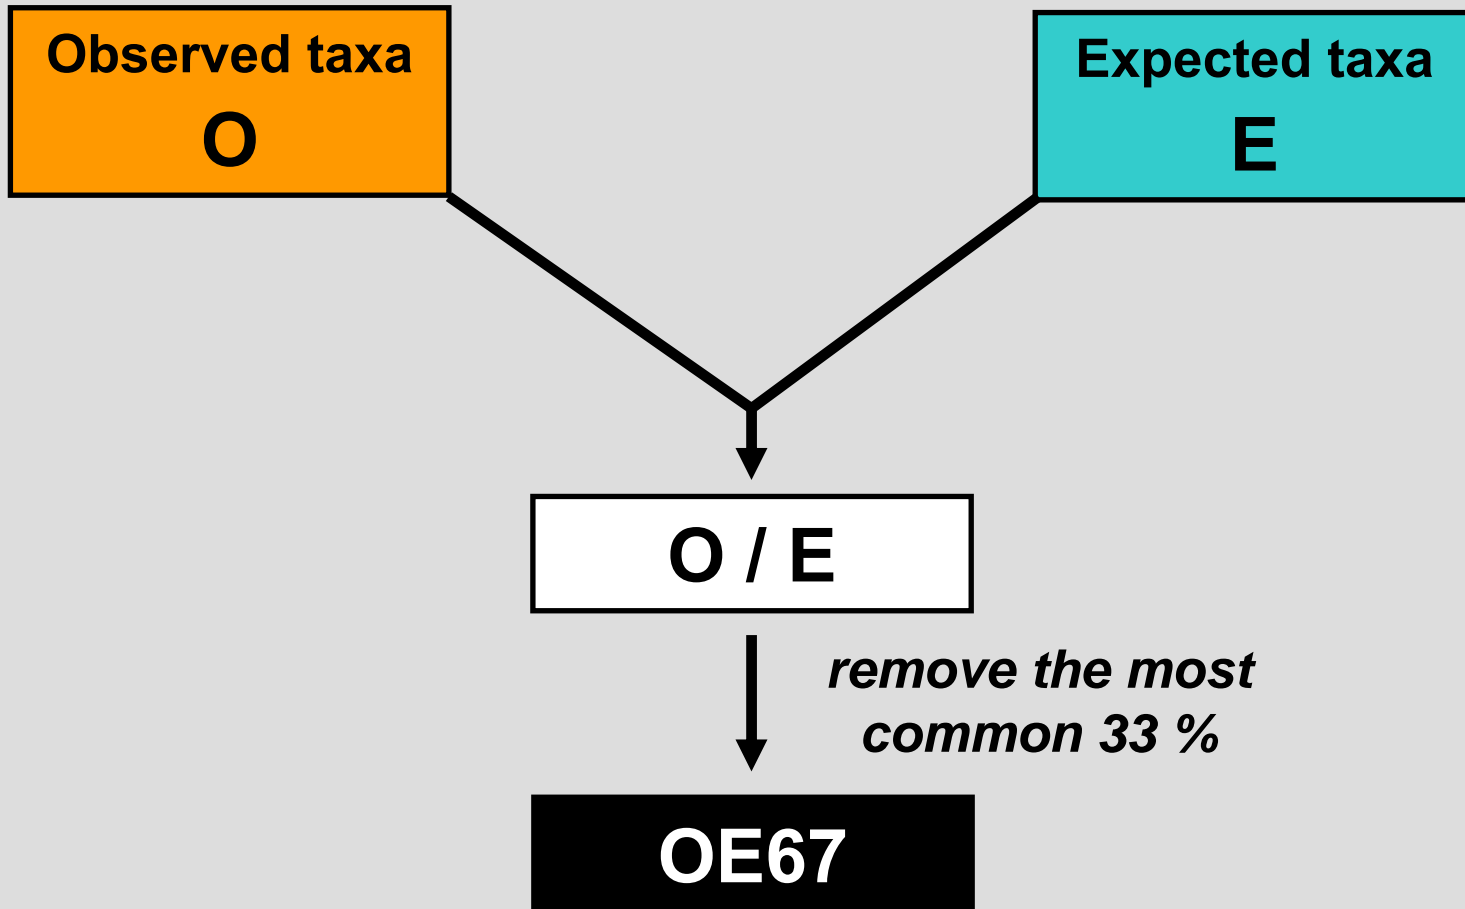 Observed taxa
O
Expected taxa
E
O / E
remove the most
common 33 %
OE67